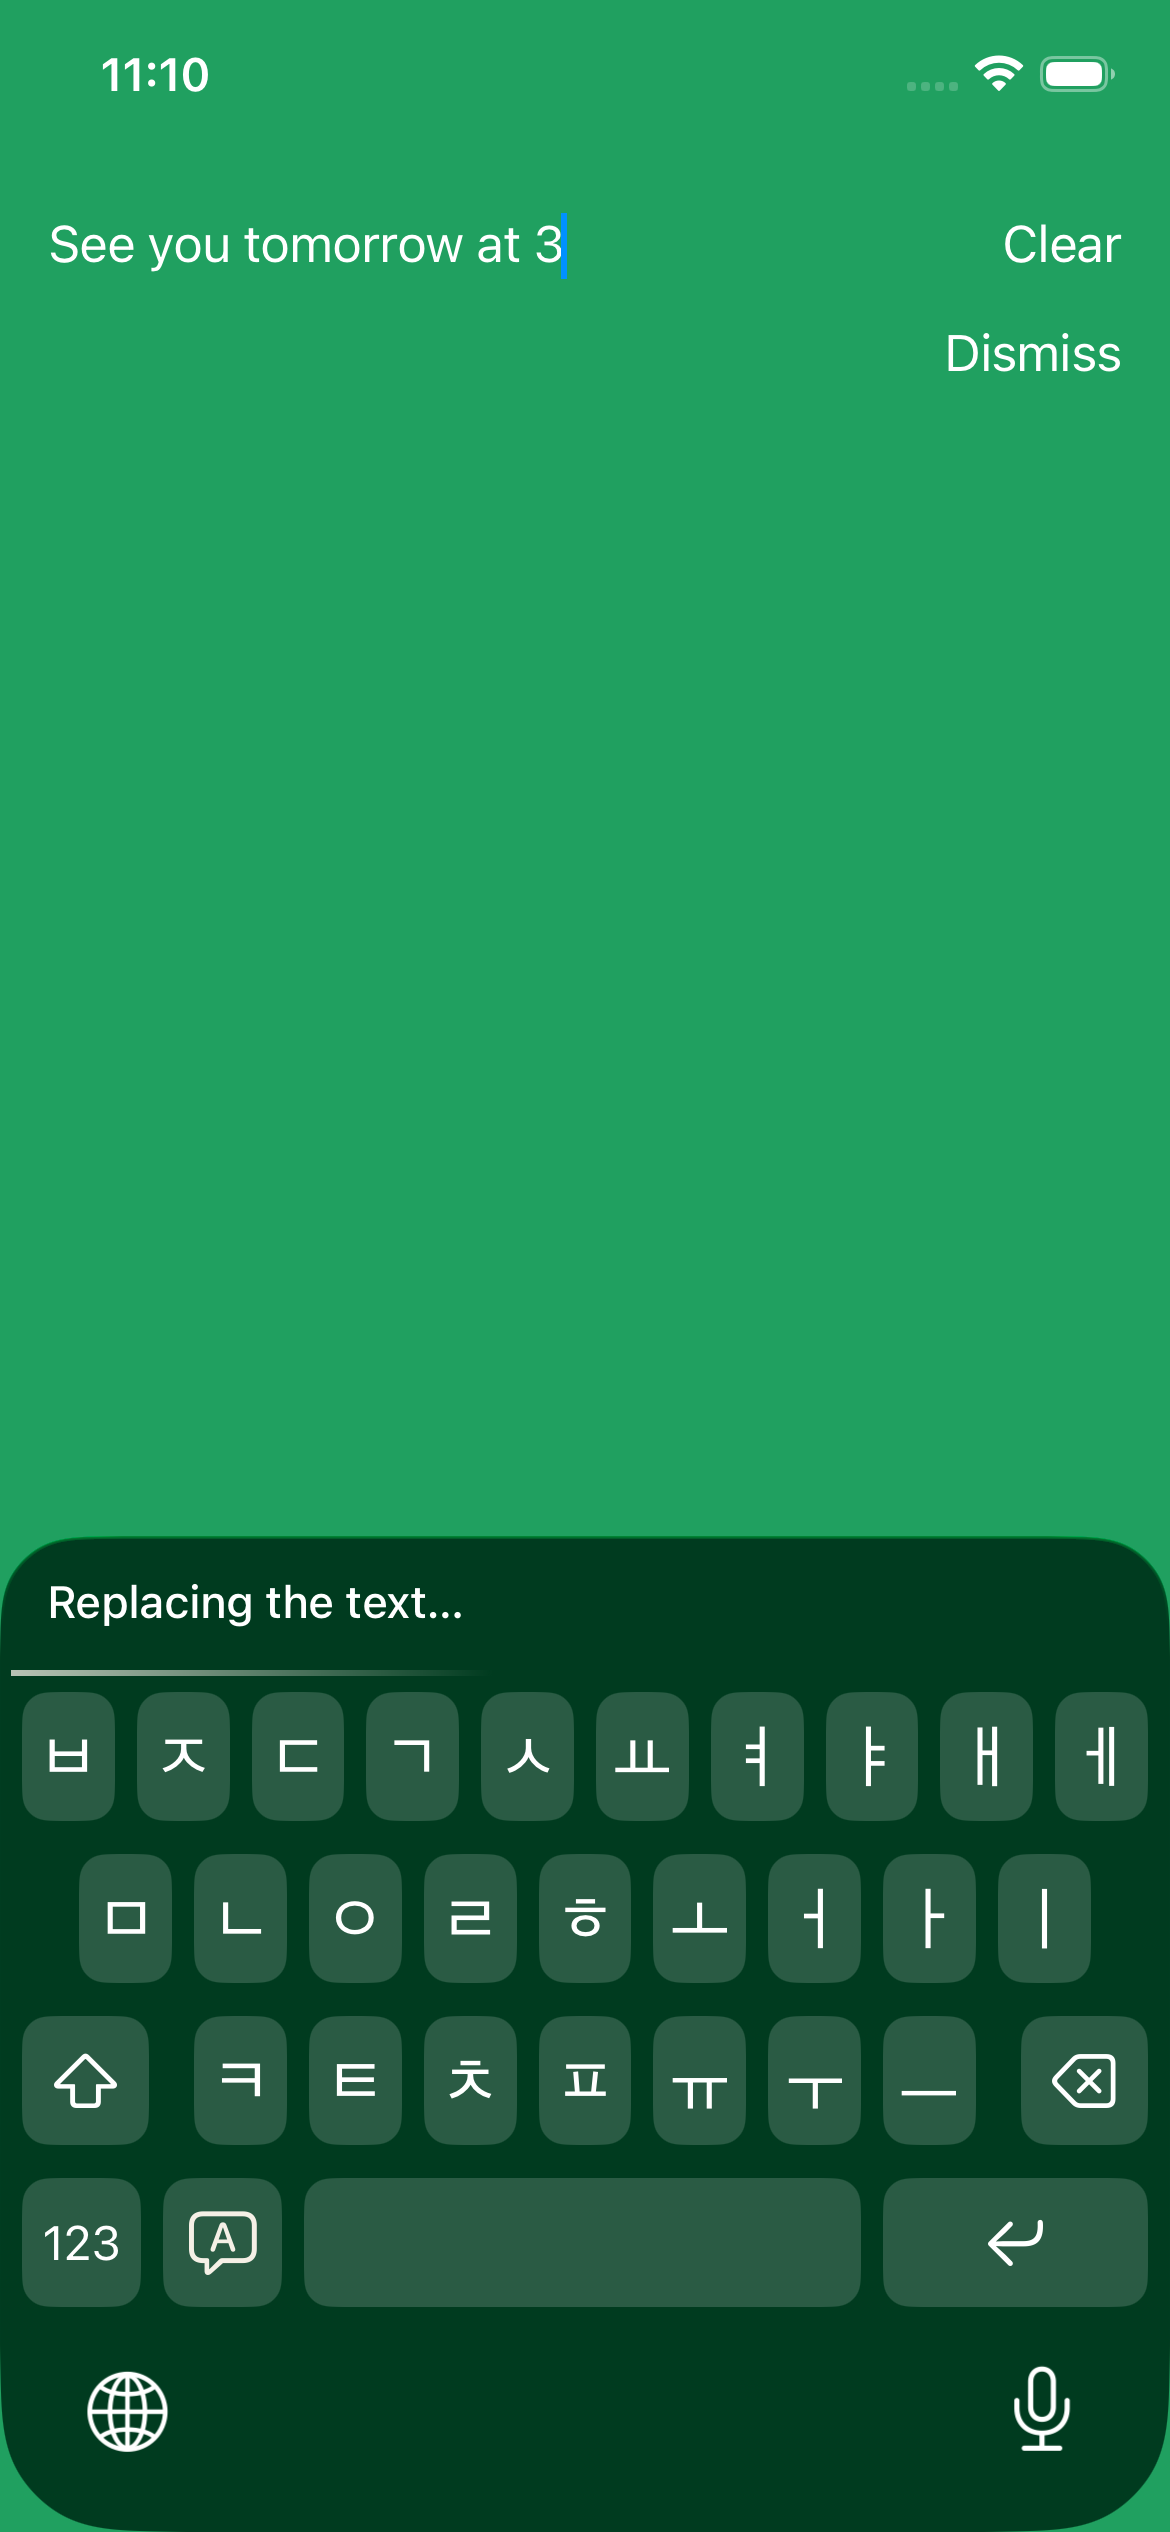 11:10
See you tomorrow at 3
Clear
Dismiss
Replacing the text...
ㅂ ㅈ ㄷ ㄱ ㅅ ㅛ ㅕ ㅑ ㅐ ㅔ
ㅁ ㄴ ㅇ ㄹ ㅎ ㅗ ㅓ ㅏ ㅣ
ㅋ ㅌ ㅊ ㅍ ㅠ ㅜ ㅡ
123 A